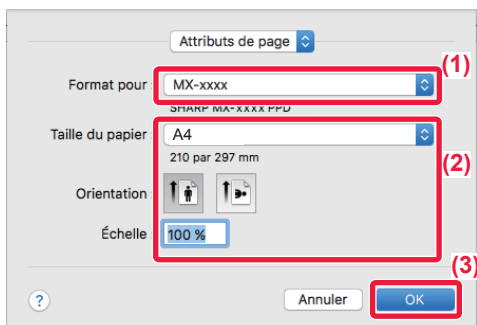 Attributs de page
(1)
Format pour : MX-xxxx
SHARP MX-xxxx PPD
Taille du papier : A4
210 par 297 mm
(2)
Orientation :
Échelle : 100 %
(3)
? Annuler OK